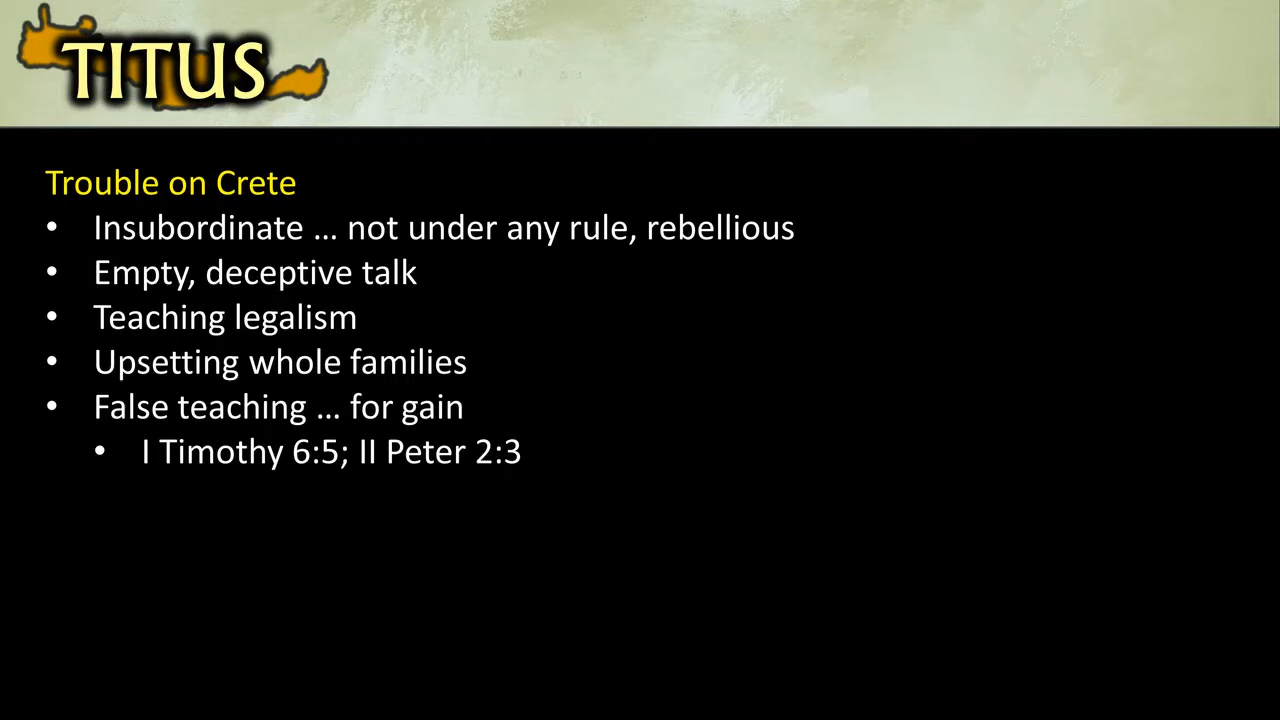 TITUS
Trouble on Crete
• Insubordinate … not under any rule, rebellious
• Empty, deceptive talk
• Teaching legalism
• Upsetting whole families
• False teaching … for gain
• I Timothy 6:5; II Peter 2:3